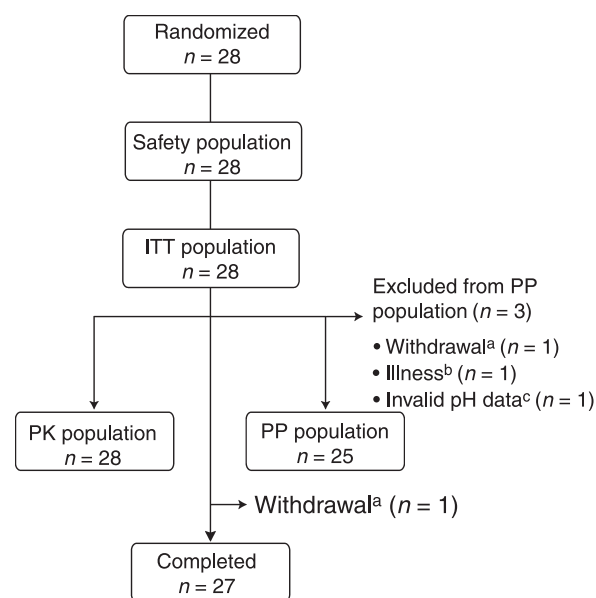 Randomized
n = 28
Safety population
n = 28
ITT population
n = 28
Excluded from PP
population (n = 3)
• Withdrawalᵃ (n = 1)
• Illnessᵇ (n = 1)
• Invalid pH dataᶜ (n = 1)
PK population
n = 28
PP population
n = 25
Withdrawalᵃ (n = 1)
Completed
n = 27